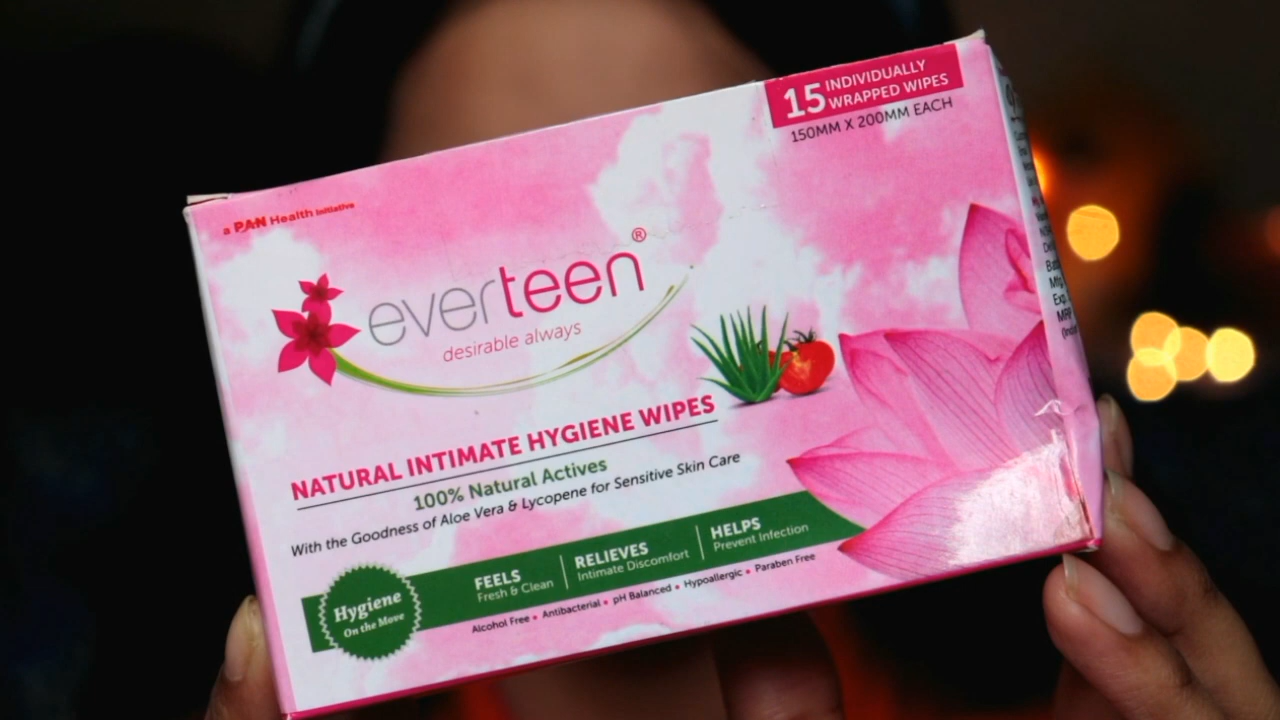 15 INDIVIDUALLY
WRAPPED WIPES
150MM X 200MM EACH
a PAN Health Initiative
everteen®
desirable always
NATURAL INTIMATE HYGIENE WIPES
100% Natural Actives
With the Goodness of Aloe Vera & Lycopene for Sensitive Skin Care
Hygiene
On the Move
FEELS
Fresh & Clean
RELIEVES
Intimate Discomfort
HELPS
Prevent Infection
Alcohol Free • Antibacterial • pH Balanced • Hypoallergic • Paraben Free